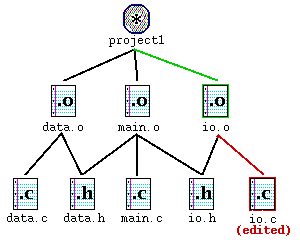 *
project1
.o .o .o
data.o main.o io.o
.c .h .c .h .c
data.c data.h main.c io.h io.c
(edited)